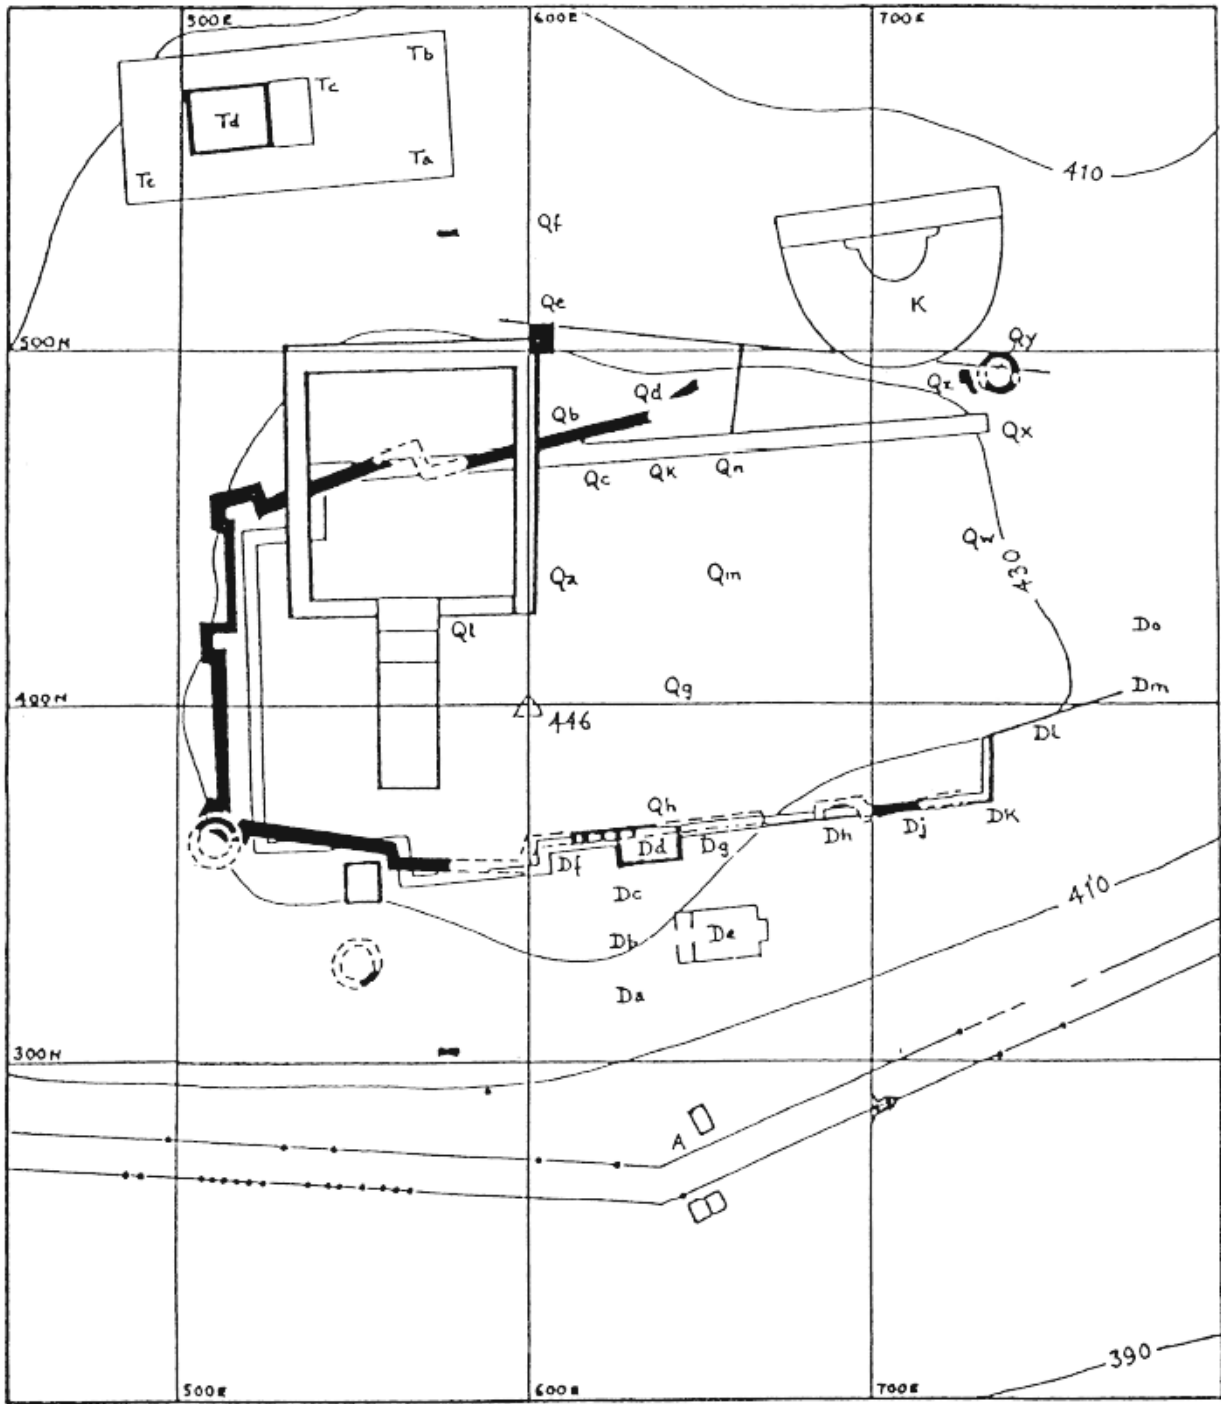 500E
600E
700E
Tb
Tc
Td
Ta
Te
410
Qf
K
Qe
500N
Qy
Qz
Qd
Qb
Qx
Qc
Qk
Qn
Qw
430
Qa
Qm
Ql
Do
Qg
Dm
400N
446
Dl
Qh
Dh
Dj
Dk
Df
Dd
Dg
Dc
410
Db
De
Da
300N
A
390
500E
600E
700E